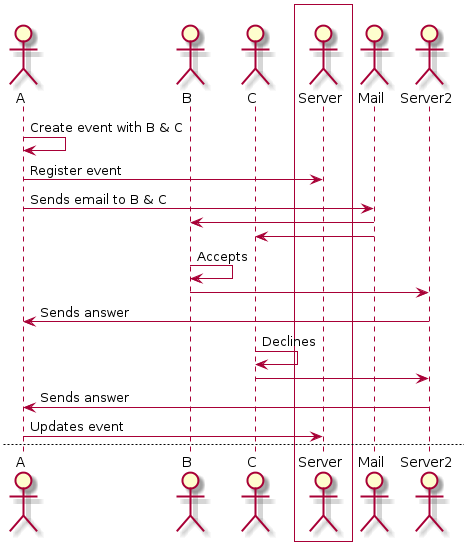 A B C Server Mail Server2
Create event with B & C
Register event
Sends email to B & C
Accepts
Sends answer
Declines
Sends answer
Updates event
A B C Server Mail Server2